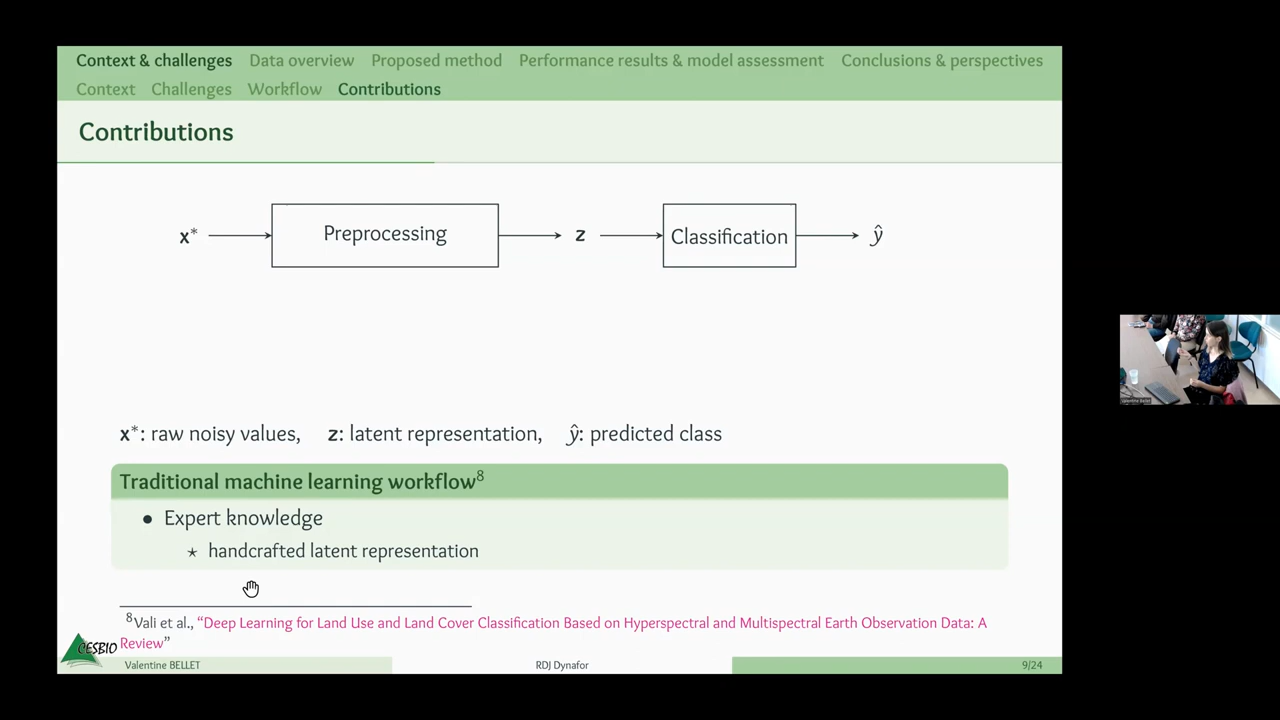 Context & challenges Data overview Proposed method Performance results & model assessment Conclusions & perspectives
Context Challenges Workflow Contributions
Contributions
x* Preprocessing z Classification ŷ
x*: raw noisy values, z: latent representation, ŷ: predicted class
Traditional machine learning workflow⁸
• Expert knowledge
⋆ handcrafted latent representation
⁸Vali et al., “Deep Learning for Land Use and Land Cover Classification Based on Hyperspectral and Multispectral Earth Observation Data: A
Review”
CESBIO
Valentine BELLET RDJ Dynafor 9/24
Valentine Bellet